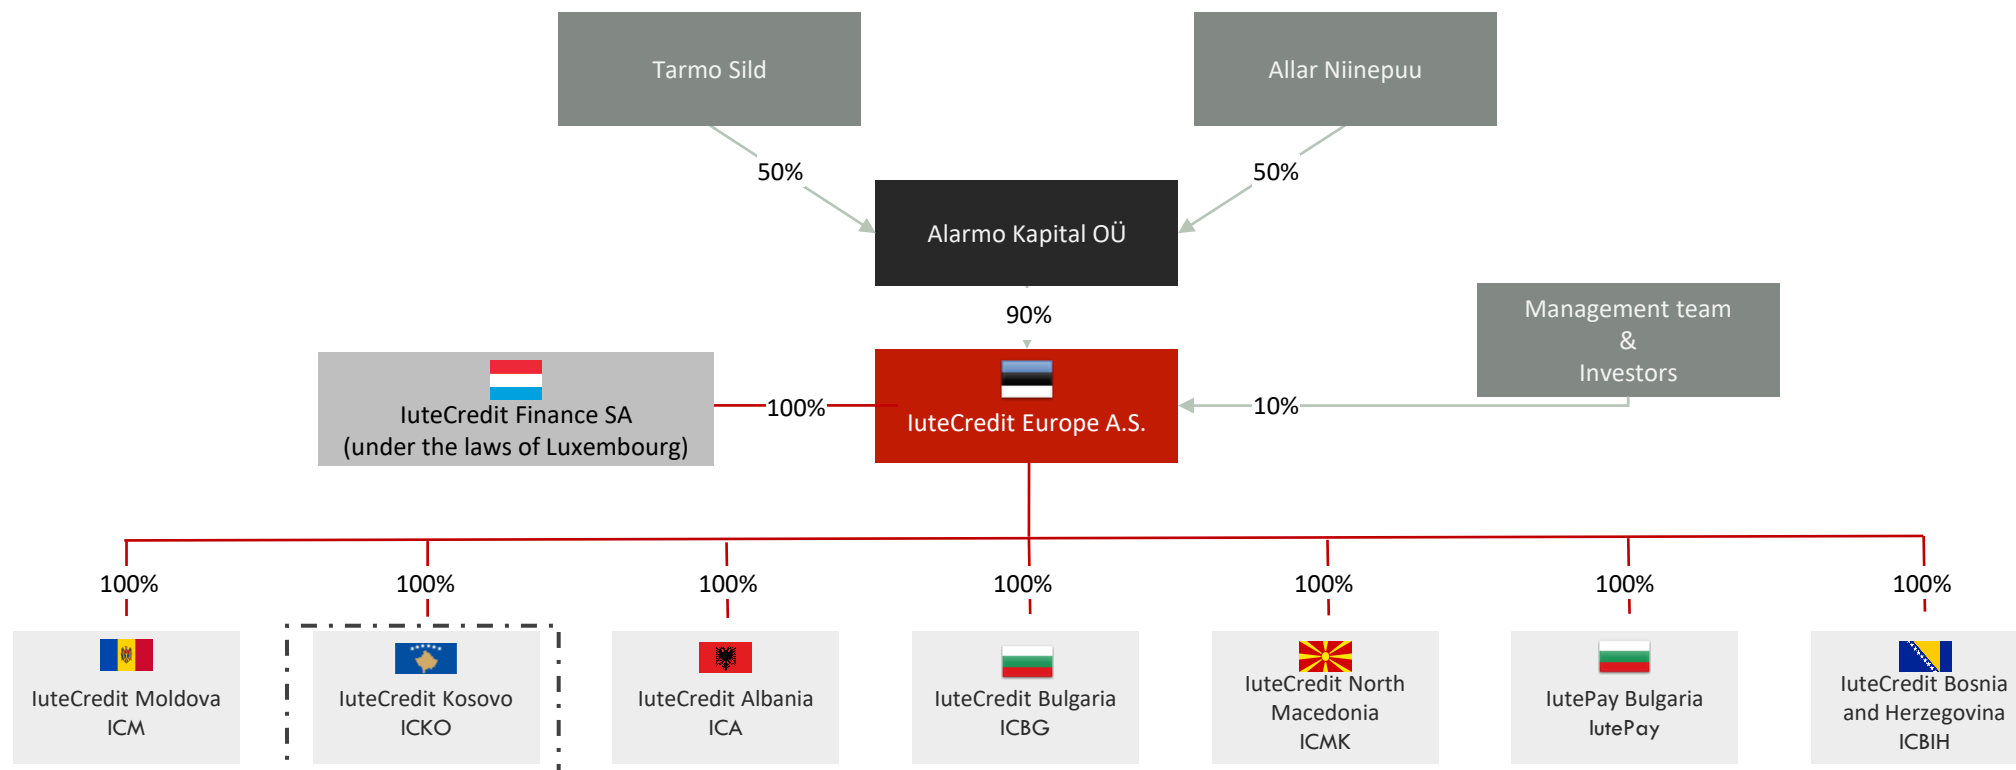 Tarmo Sild
Allar Niinepuu
50%
50%
Alarmo Kapital OÜ
90%
Management team
&
Investors
IuteCredit Finance SA
(under the laws of Luxembourg)
100%
IuteCredit Europe A.S.
10%
100%
100%
100%
100%
100%
100%
100%
IuteCredit Moldova
ICM
IuteCredit Kosovo
ICKO
IuteCredit Albania
ICA
IuteCredit Bulgaria
ICBG
IuteCredit North
Macedonia
ICMK
IutePay Bulgaria
IutePay
IuteCredit Bosnia
and Herzegovina
ICBIH